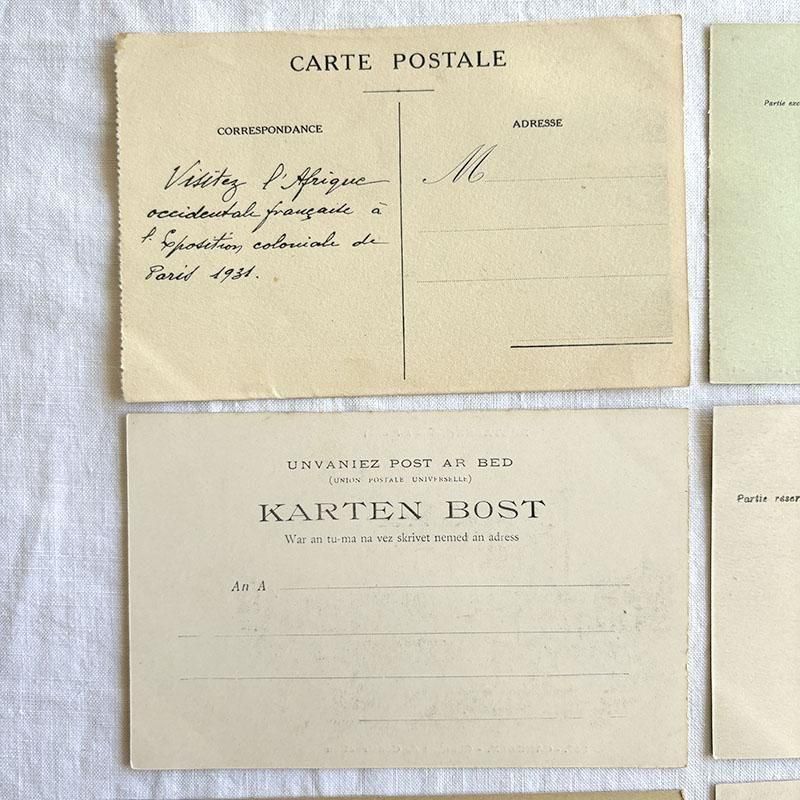 CARTE POSTALE
CORRESPONDANCE
ADRESSE
Visitez l'Afrique
occidentale française à
l'Exposition coloniale de
Paris 1931.
M
Partie
UNVANIEZ POST AR BED
(UNION POSTALE UNIVERSELLE)
KARTEN BOST
War an tu-ma na vez skrivet nemed an adress
An A
Partie